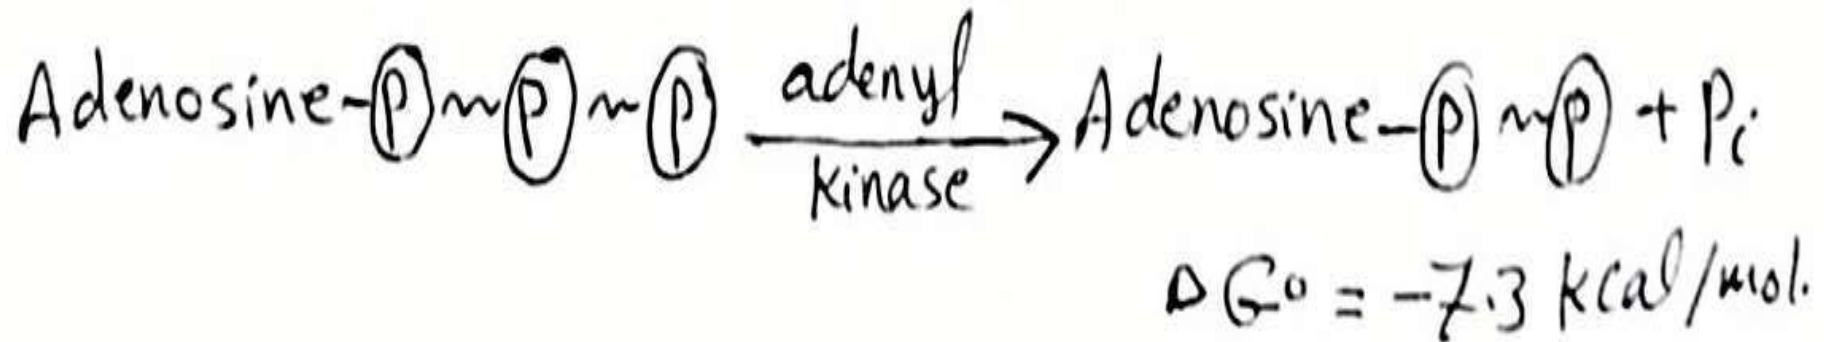 Adenosine-Ⓟ~Ⓟ~Ⓟ adenyl kinase → Adenosine-Ⓟ~Ⓟ + Pi
ΔG° = -7.3 kcal/mol.